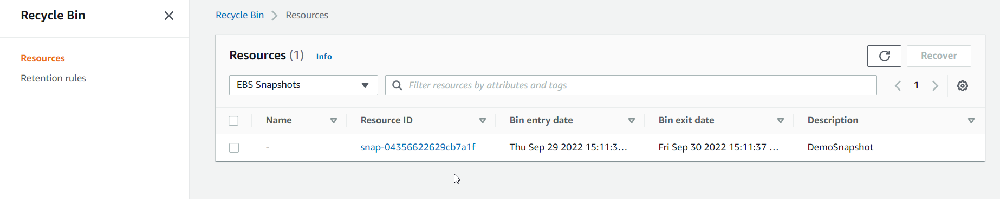 Recycle Bin
Resources
Retention rules
Recycle Bin Resources
Resources (1) Info
Recover
EBS Snapshots Filter resources by attributes and tags 1
Name Resource ID Bin entry date Bin exit date Description
- snap-04356622629cb7a1f Thu Sep 29 2022 15:11:3... Fri Sep 30 2022 15:11:37 ... DemoSnapshot